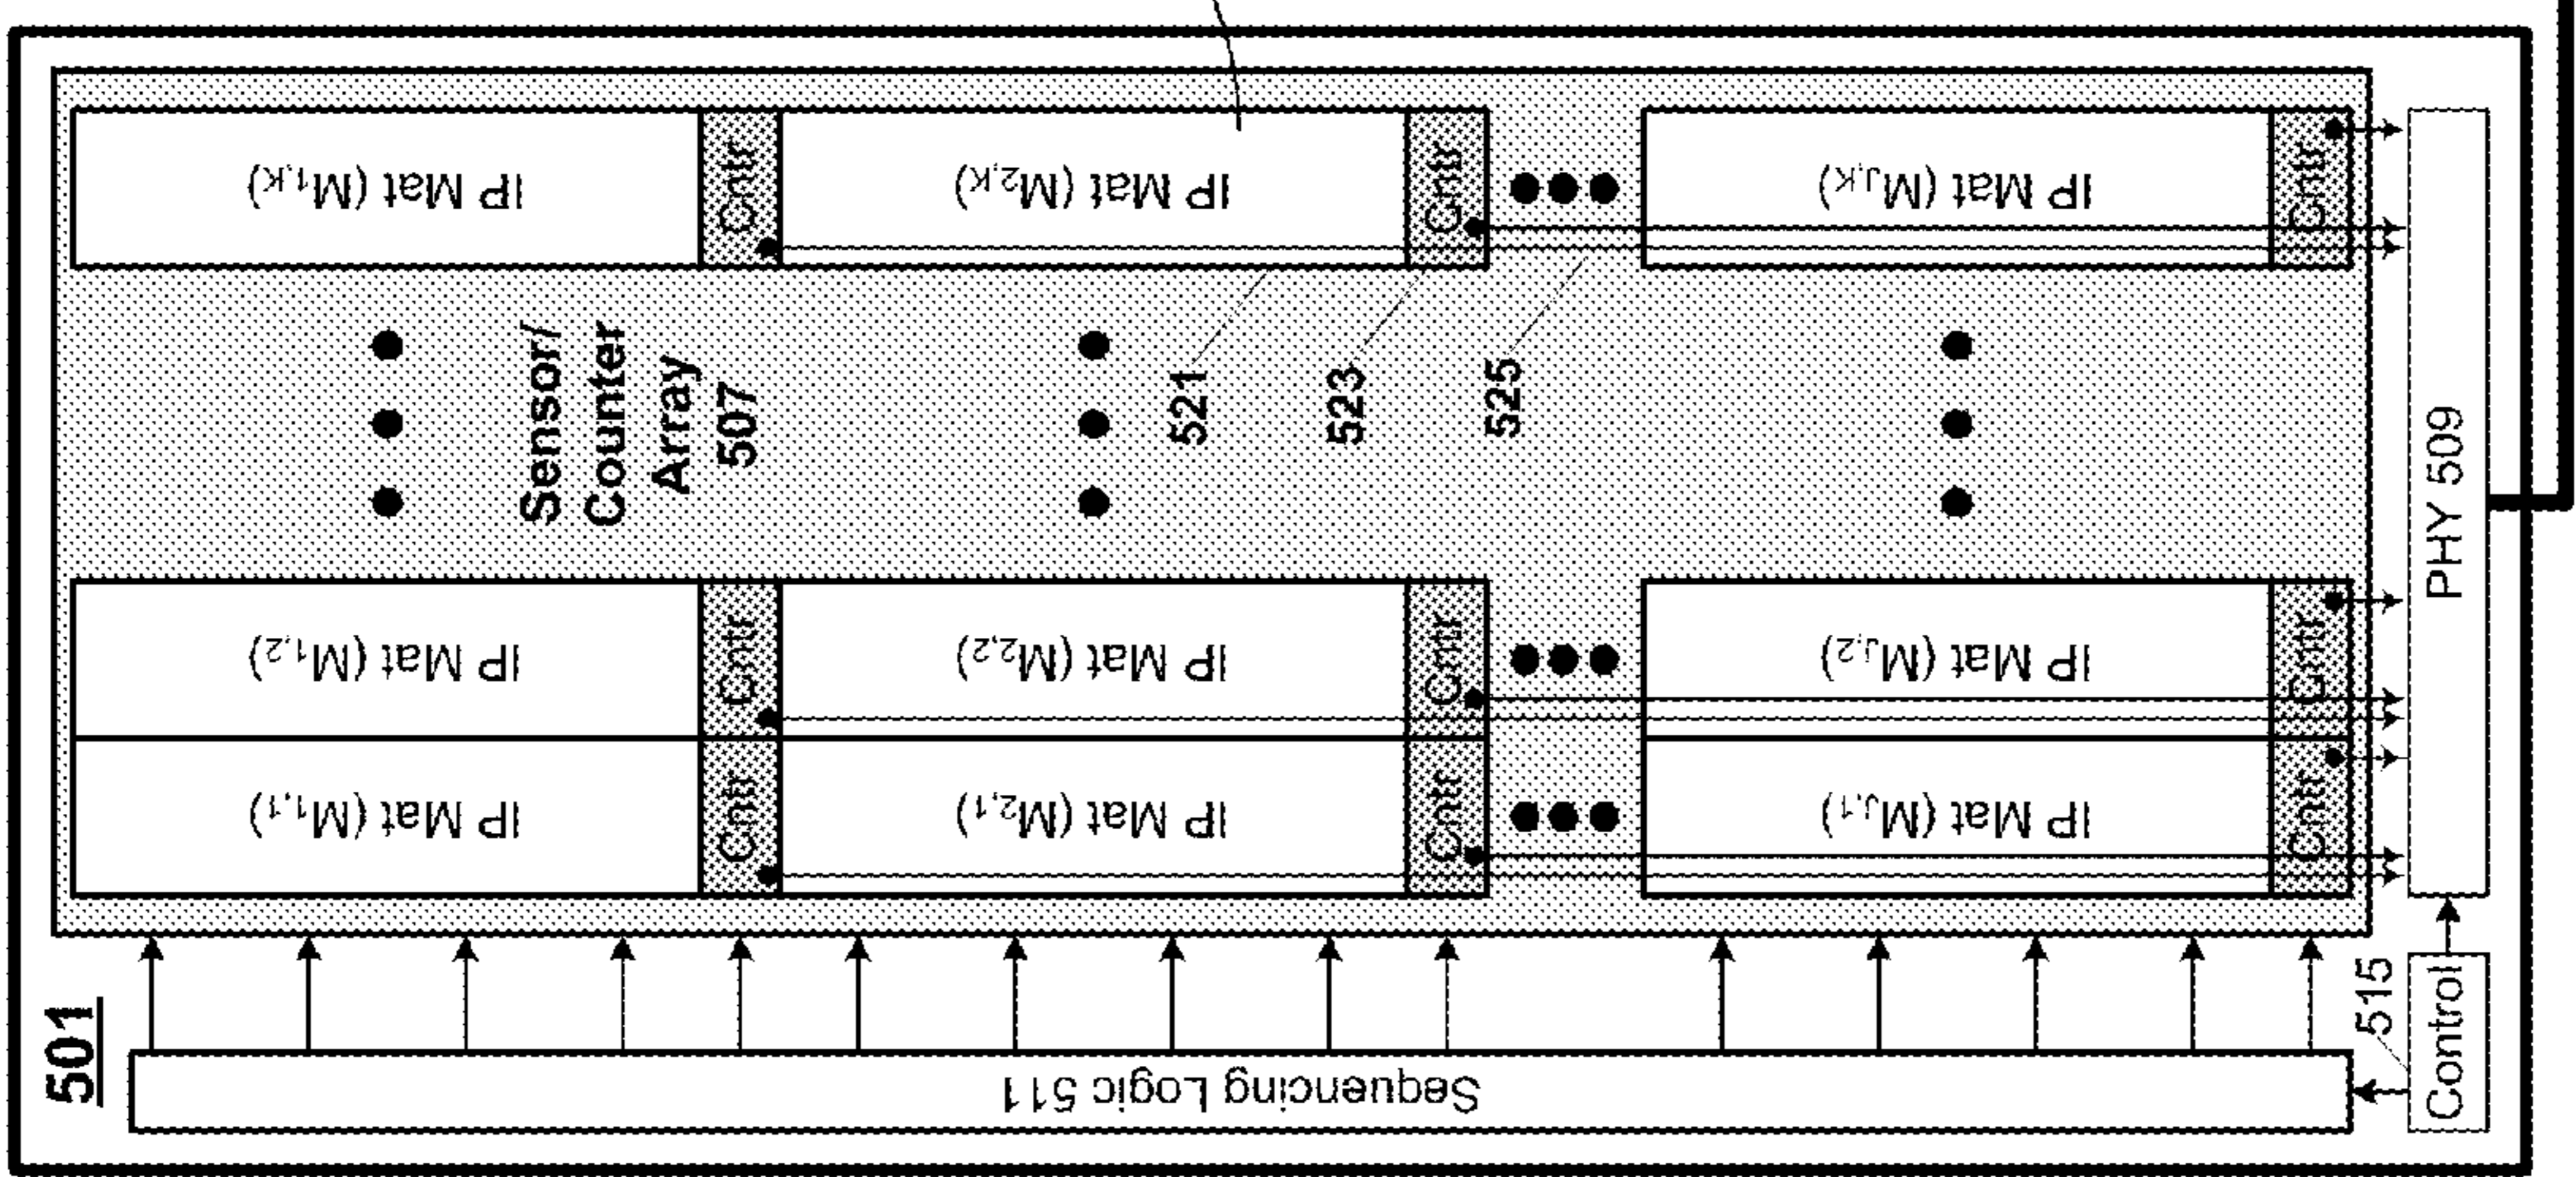 501
Sequencing Logic 511
Control
515
PHY 509
Sensor/
Counter
Array
507
IP Mat (M1,1)
IP Mat (M1,2)
IP Mat (M1,K)
Cntr
Cntr
Cntr
IP Mat (M2,1)
IP Mat (M2,2)
IP Mat (M2,K)
521
523
525
Cntr
Cntr
Cntr
IP Mat (MJ,1)
IP Mat (MJ,2)
IP Mat (MJ,K)
Cntr
Cntr
Cntr